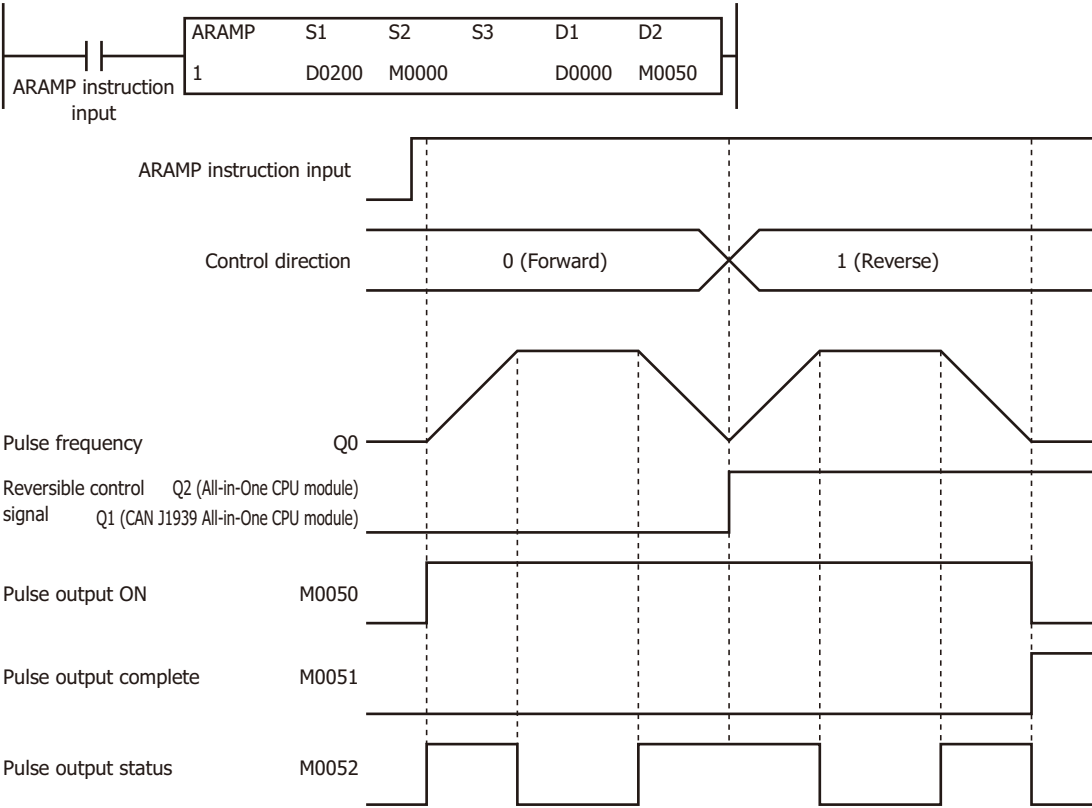 ARAMP S1 S2 S3 D1 D2
1 D0200 M0000 D0000 M0050
ARAMP instruction
input
ARAMP instruction input
Control direction 0 (Forward) 1 (Reverse)
Pulse frequency Q0
Reversible control Q2 (All-in-One CPU module)
signal Q1 (CAN J1939 All-in-One CPU module)
Pulse output ON M0050
Pulse output complete M0051
Pulse output status M0052